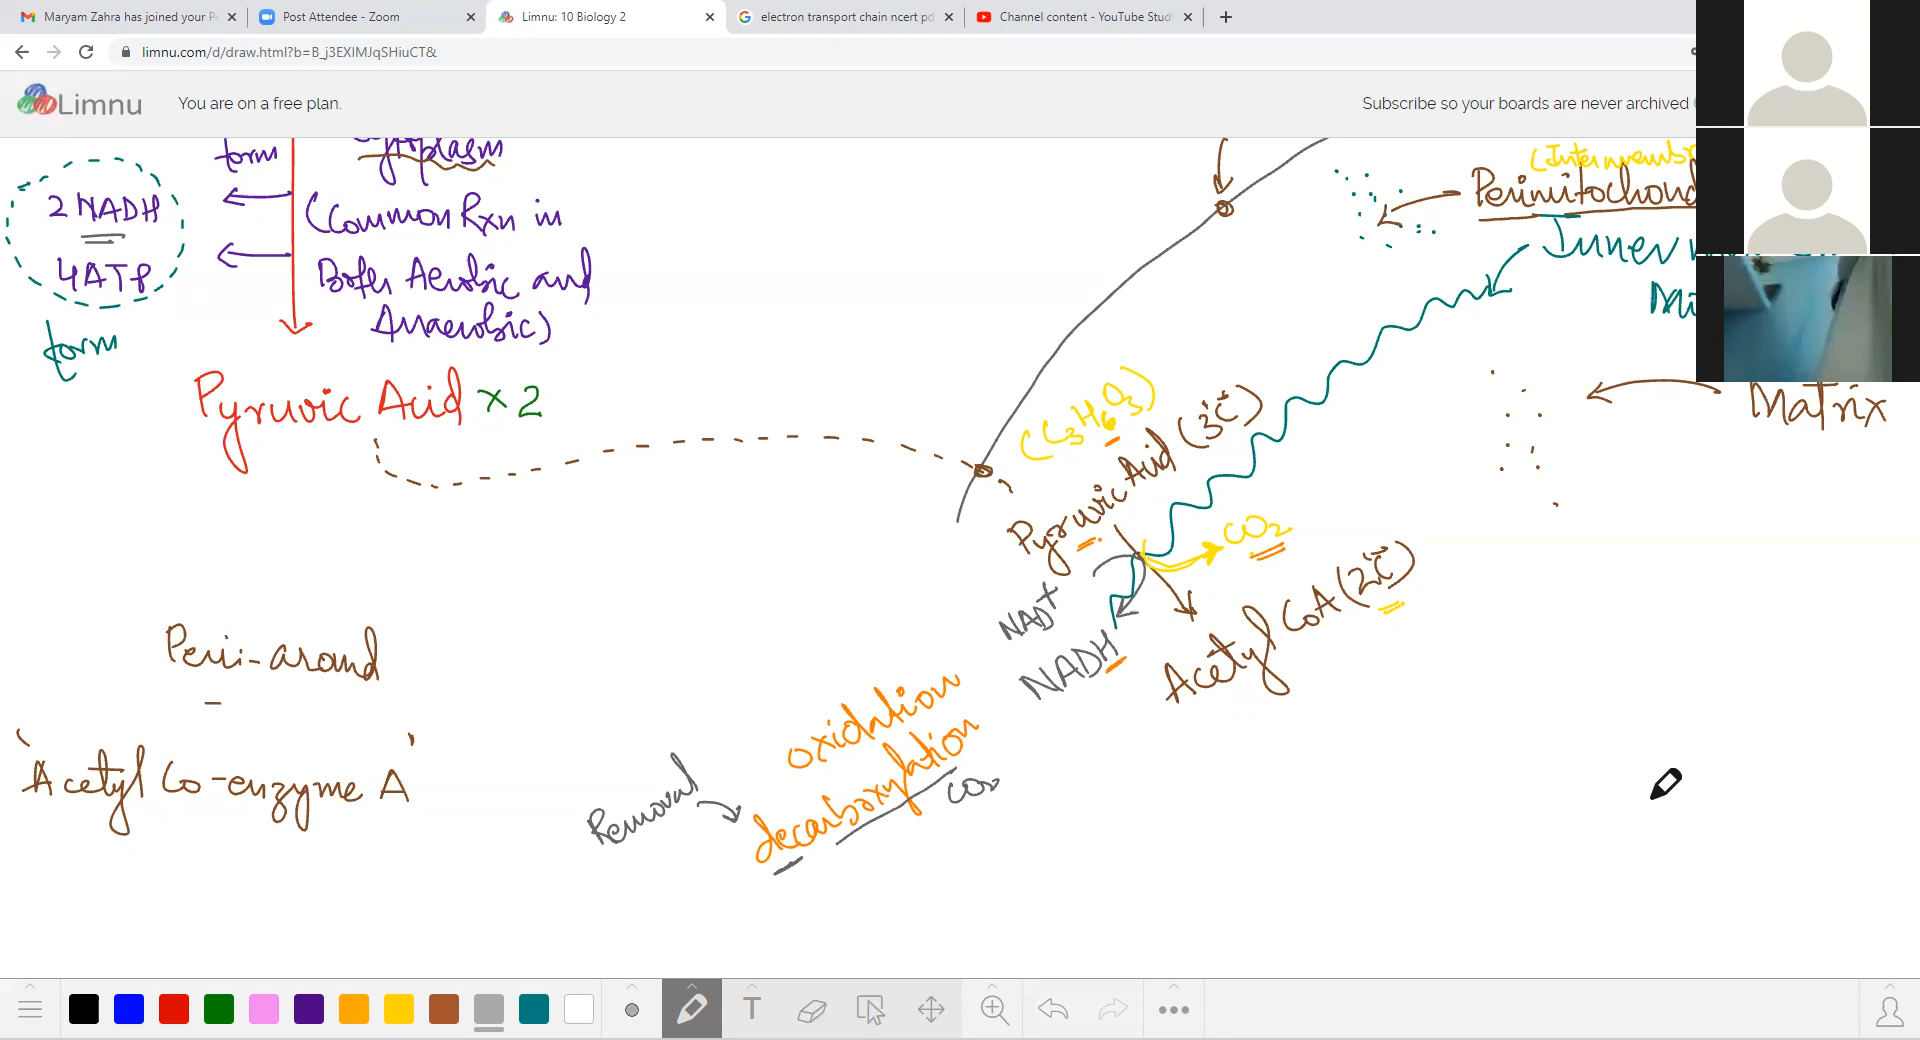 Maryam Zahra has joined your Pe
Post Attendee - Zoom
Limnu: 10 Biology 2
electron transport chain ncert pd
Channel content - YouTube Stud
limnu.com/d/draw.html?b=B_j3EXIMJqSHiuCT&
Limnu
You are on a free plan.
Subscribe so your boards are never archived
form
Cytoplasm
2 NADH
4ATP
form
(Common Rxn in
Both Aerobic and
Anaerobic)
Pyruvic Acid × 2
(Intermembr
Perimitochond
Inner
Mi
Matrix
(C3H6O3)
Pyruvic Acid (3C)
CO2
NAD+
NADH
Acetyl CoA (2C)
Peri-around
'Acetyl Co-enzyme A'
oxidation
decarboxylation
Removal
CO2
T